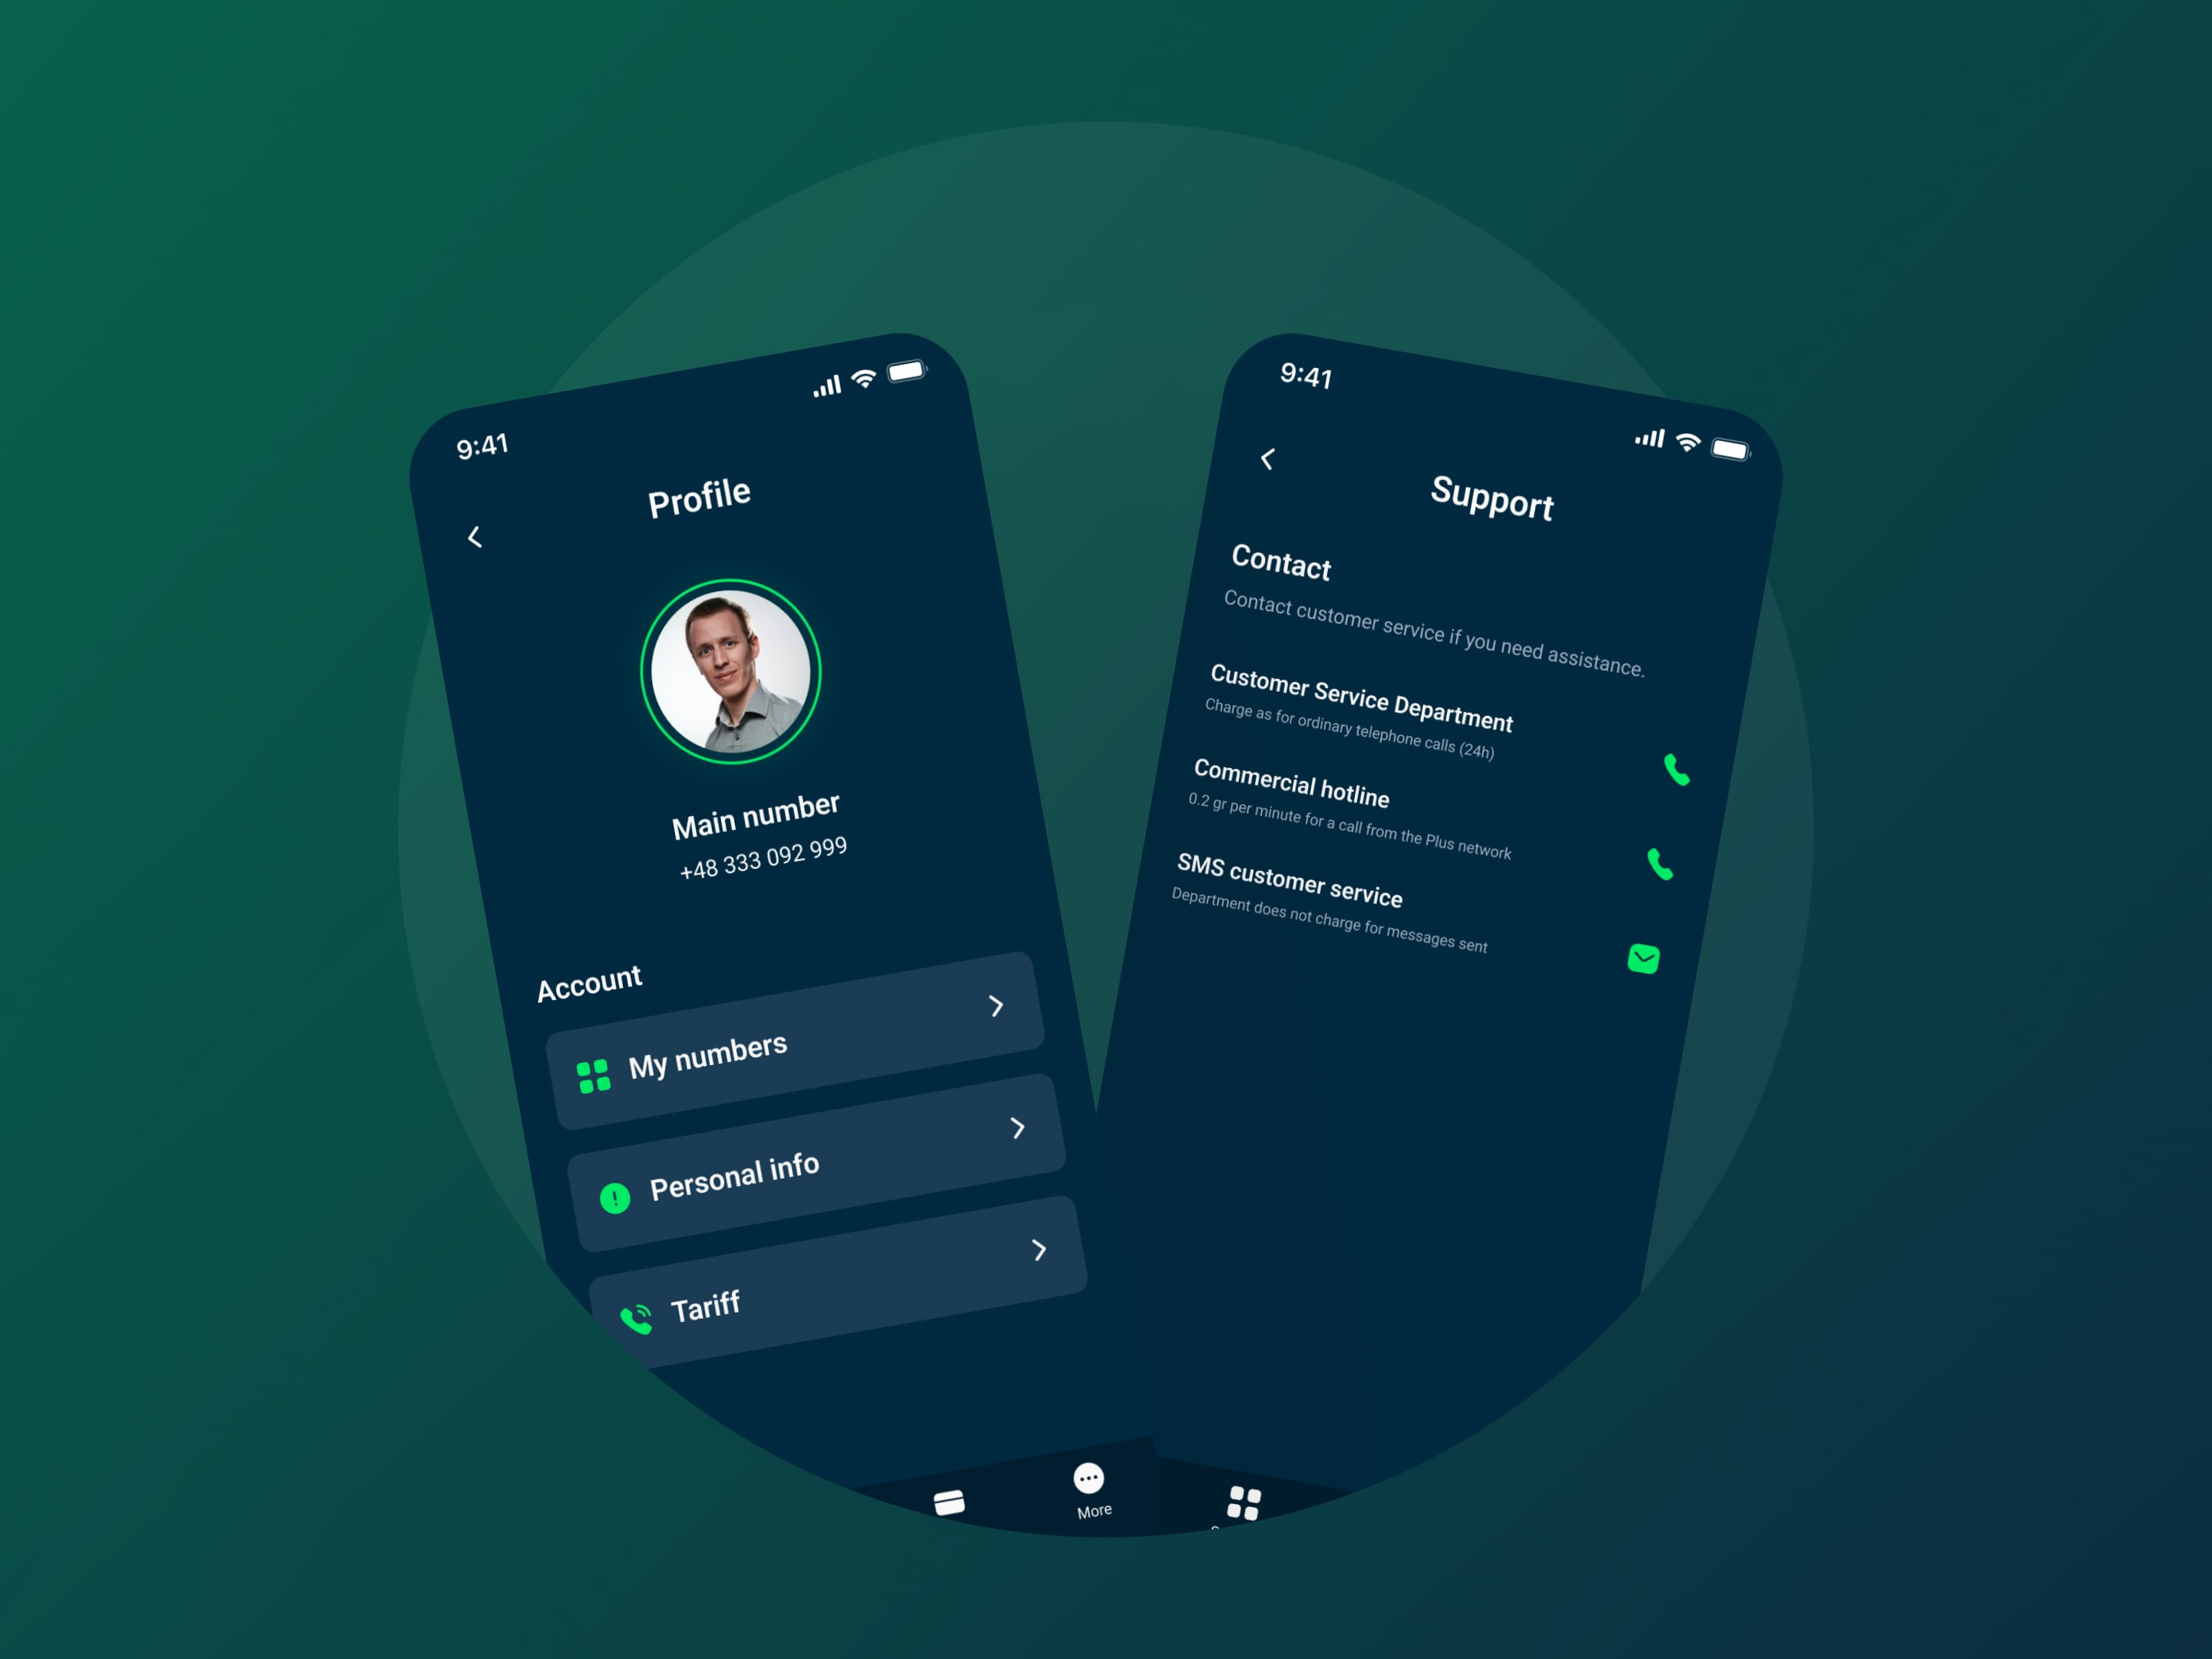 9:41
Profile
Main number
+48 333 092 999
Account
My numbers
Personal info
Tariff
More
9:41
Support
Contact
Contact customer service if you need assistance.
Customer Service Department
Charge as for ordinary telephone calls (24h)
Commercial hotline
0.2 gr per minute for a call from the Plus network
SMS customer service
Department does not charge for messages sent